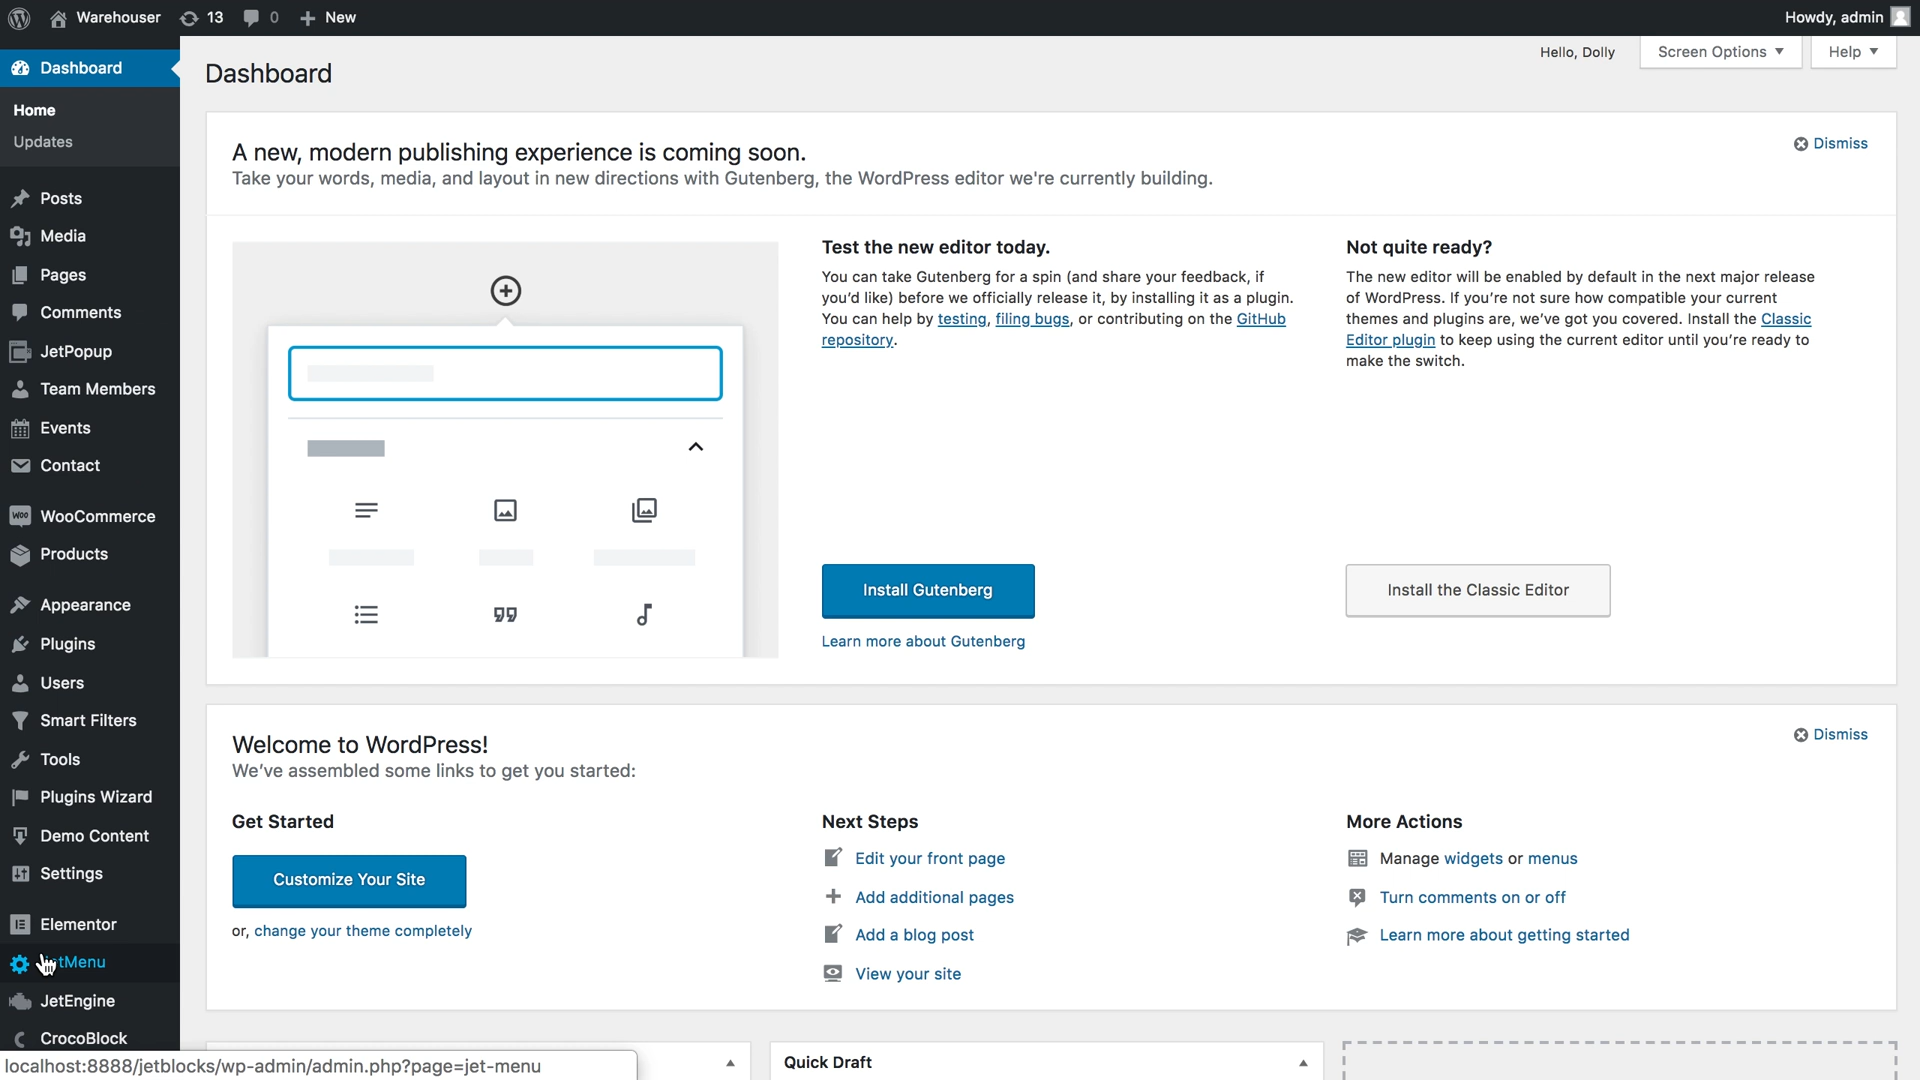 Warehouser 13 0 New
Howdy, admin
Hello, Dolly
Screen Options
Help
Dashboard
Home
Updates
Posts
Media
Pages
Comments
JetPopup
Team Members
Events
Contact
Woo WooCommerce
Products
Appearance
Plugins
Users
Smart Filters
Tools
Plugins Wizard
Demo Content
Settings
Elementor
tMenu
JetEngine
CrocoBlock
Dashboard
A new, modern publishing experience is coming soon.
Take your words, media, and layout in new directions with Gutenberg, the WordPress editor we're currently building.
Dismiss
Test the new editor today.
You can take Gutenberg for a spin (and share your feedback, if
you'd like) before we officially release it, by installing it as a plugin.
You can help by testing, filing bugs, or contributing on the GitHub
repository.
Install Gutenberg
Learn more about Gutenberg
Not quite ready?
The new editor will be enabled by default in the next major release
of WordPress. If you're not sure how compatible your current
themes and plugins are, we've got you covered. Install the Classic
Editor plugin to keep using the current editor until you're ready to
make the switch.
Install the Classic Editor
Welcome to WordPress!
We've assembled some links to get you started:
Dismiss
Get Started
Customize Your Site
or, change your theme completely
Next Steps
Edit your front page
Add additional pages
Add a blog post
View your site
More Actions
Manage widgets or menus
Turn comments on or off
Learn more about getting started
Quick Draft
localhost:8888/jetblocks/wp-admin/admin.php?page=jet-menu